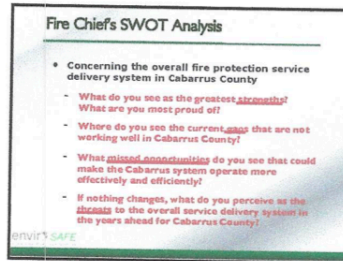 Fire Chief's SWOT Analysis
• Concerning the overall fire protection service
delivery system in Cabarrus County
- What do you see as the greatest strengths?
What are you most proud of?
- Where do you see the current gaps that are not
working well in Cabarrus County?
- What missed opportunities do you see that could
make the Cabarrus system operate more
effectively and efficiently?
- If nothing changes, what do you perceive as the
threats to the overall service delivery system in
the years ahead for Cabarrus County?
envirSAFE